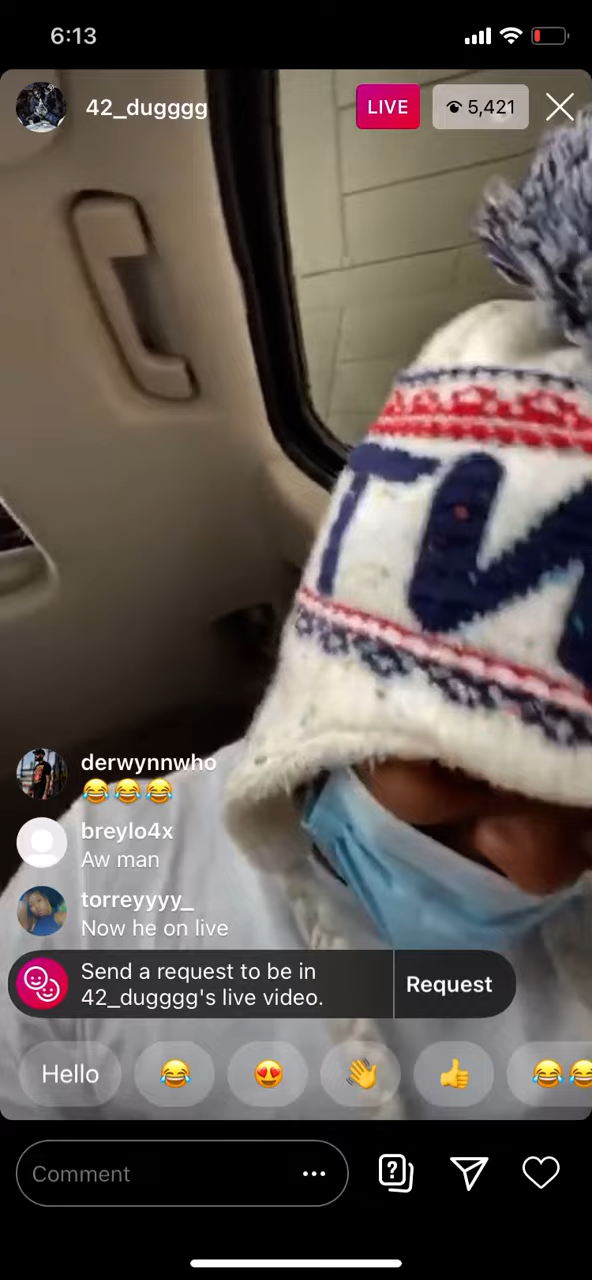 6:13
42_dugggg
LIVE
5,421
derwynnwho
😂😂😂
breylo4x
Aw man
torreyyyy_
Now he on live
Send a request to be in
42_dugggg's live video.
Request
Hello
Comment